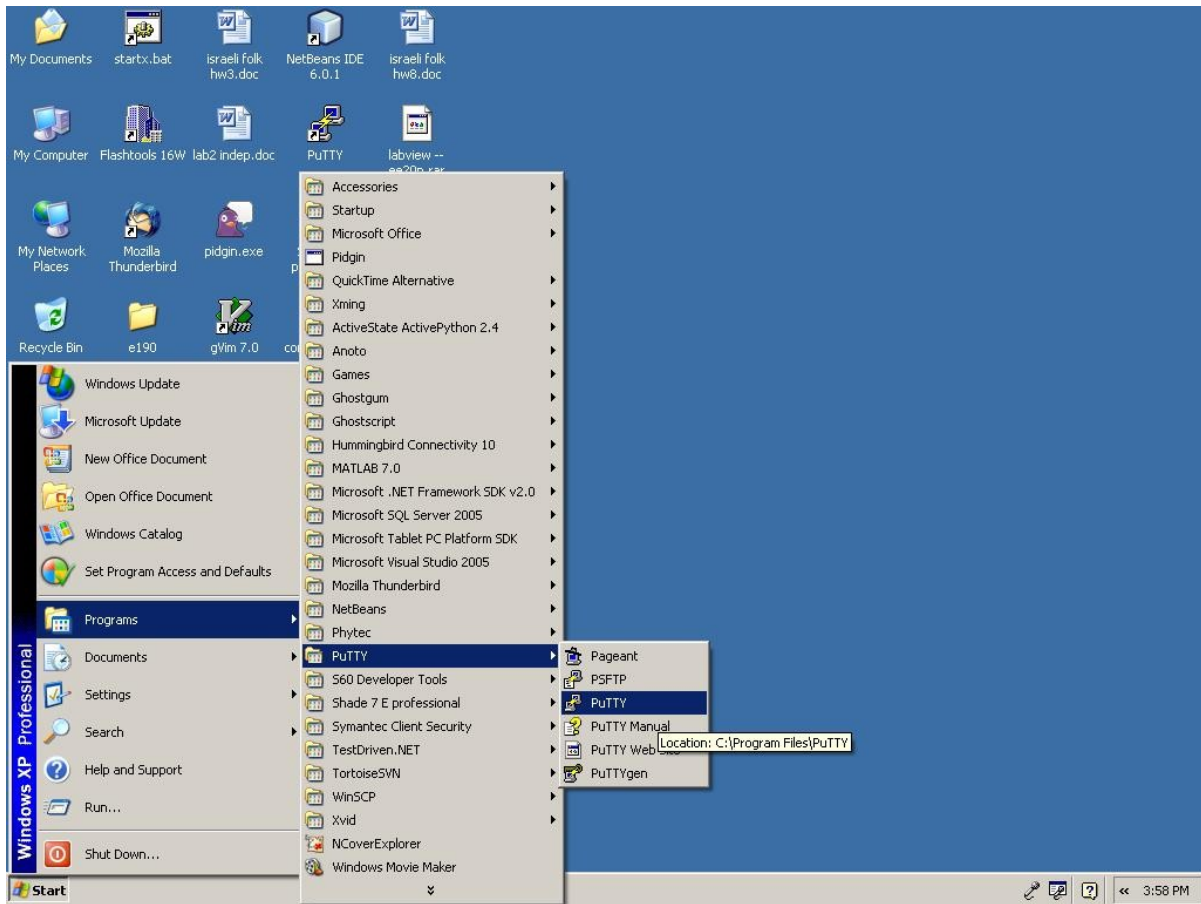 My Documents
startx.bat
israeli folk
hw3.doc
NetBeans IDE
6.0.1
israeli folk
hw8.doc
My Computer
Flashtools 16W
lab2 indep.doc
PuTTY
labview --
ee20n.rar
My Network
Places
Mozilla
Thunderbird
pidgin.exe
Recycle Bin
e190
gVim 7.0
Windows Update
Microsoft Update
New Office Document
Open Office Document
Windows Catalog
Set Program Access and Defaults
Programs
Documents
Settings
Search
Help and Support
Run...
Shut Down...
Windows XP Professional
Accessories
Startup
Microsoft Office
Pidgin
QuickTime Alternative
Xming
ActiveState ActivePython 2.4
Anoto
Games
Ghostgum
Ghostscript
Hummingbird Connectivity 10
MATLAB 7.0
Microsoft .NET Framework SDK v2.0
Microsoft SQL Server 2005
Microsoft Tablet PC Platform SDK
Microsoft Visual Studio 2005
Mozilla Thunderbird
NetBeans
Phytec
PuTTY
S60 Developer Tools
Shade 7 E professional
Symantec Client Security
TestDriven.NET
TortoiseSVN
WinSCP
Xvid
NCoverExplorer
Windows Movie Maker
Pageant
PSFTP
PuTTY
PuTTY Manual
PuTTY Web
PuTTYgen
Location: C:\Program Files\PuTTY
Start
3:58 PM